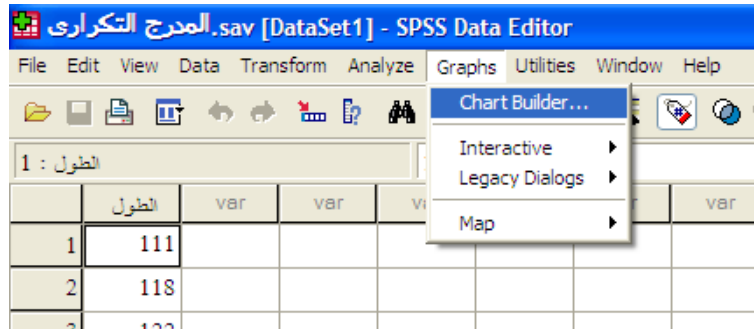 المدرج التكرارى.sav [DataSet1] - SPSS Data Editor
File Edit View Data Transform Analyze Graphs Utilities Window Help
Chart Builder...
Interactive
Legacy Dialogs
Map
1 : الطول
الطول var var var
1 111
2 118